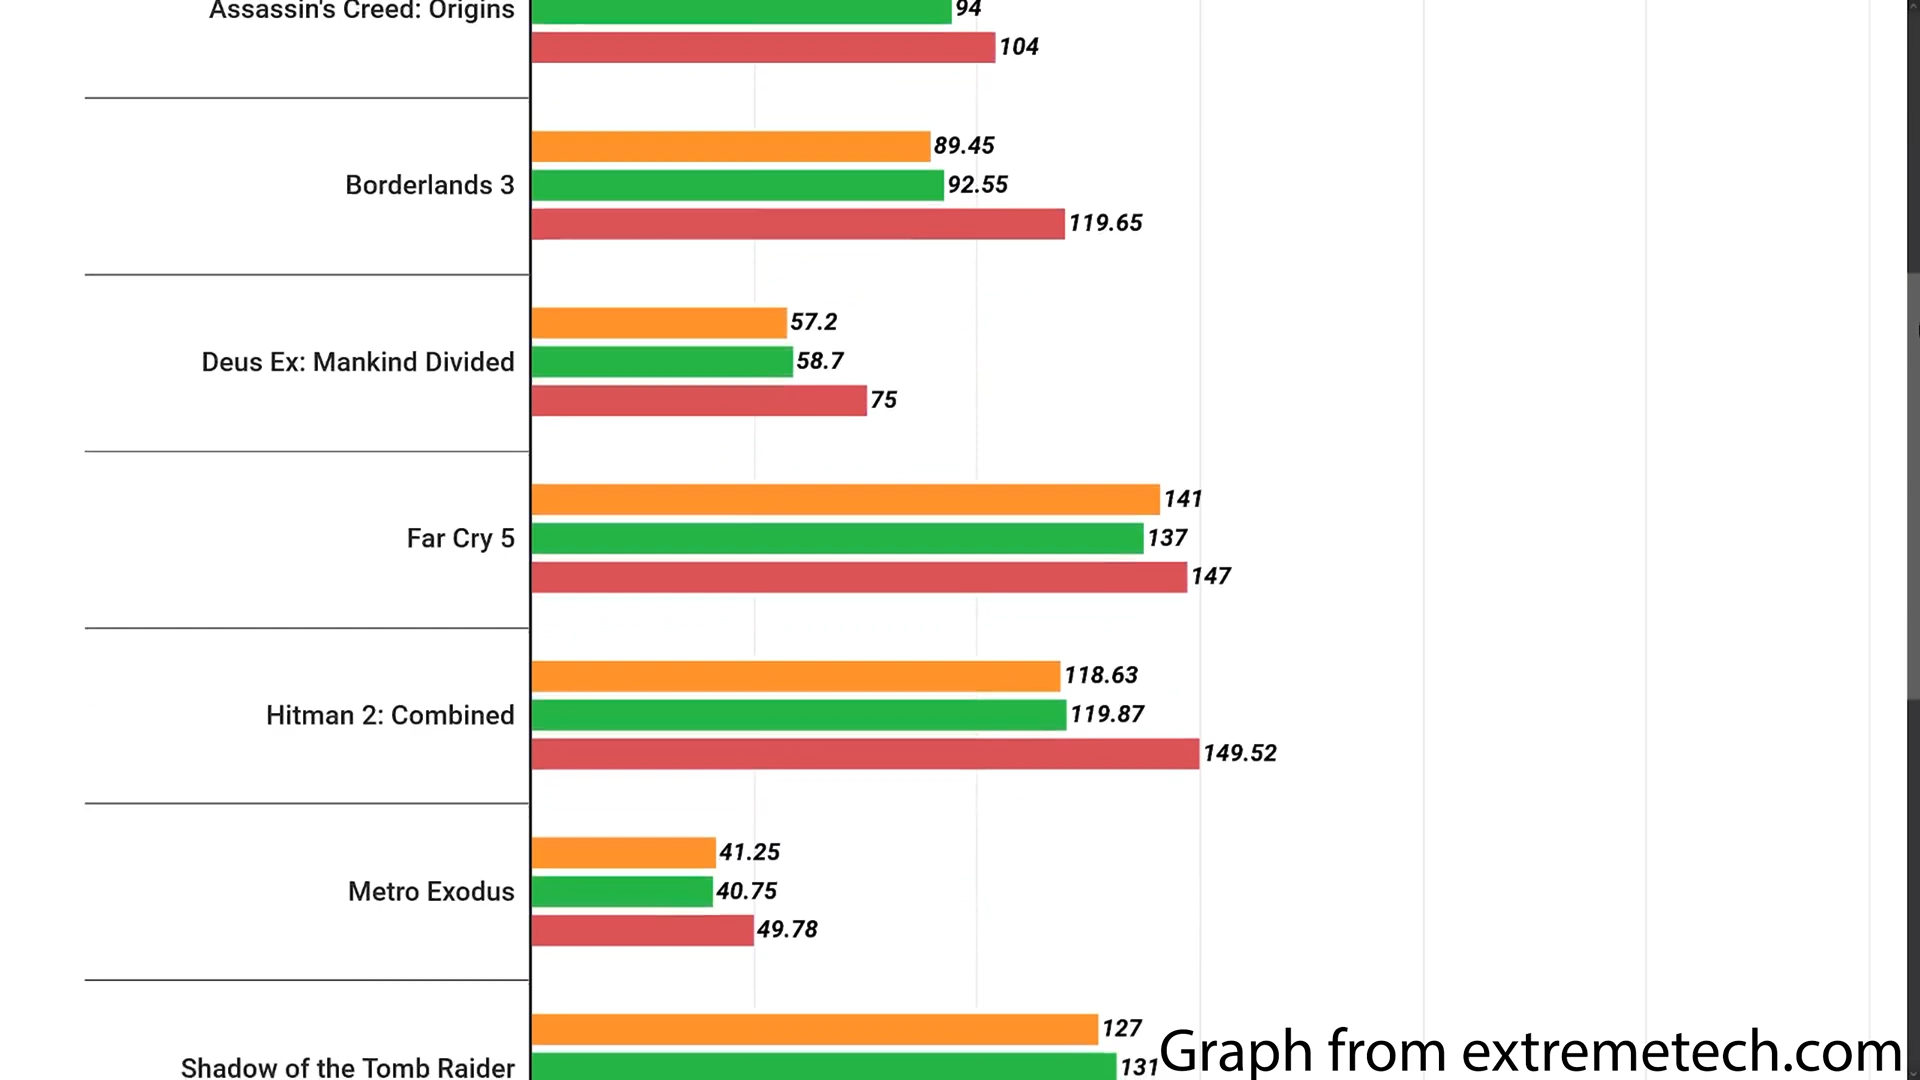 Assassin's Creed: Origins
94
104
89.45
Borderlands 3
92.55
119.65
57.2
Deus Ex: Mankind Divided
58.7
75
141
Far Cry 5
137
147
118.63
Hitman 2: Combined
119.87
149.52
41.25
Metro Exodus
40.75
49.78
127
Shadow of the Tomb Raider
131
Graph from extremetech.com